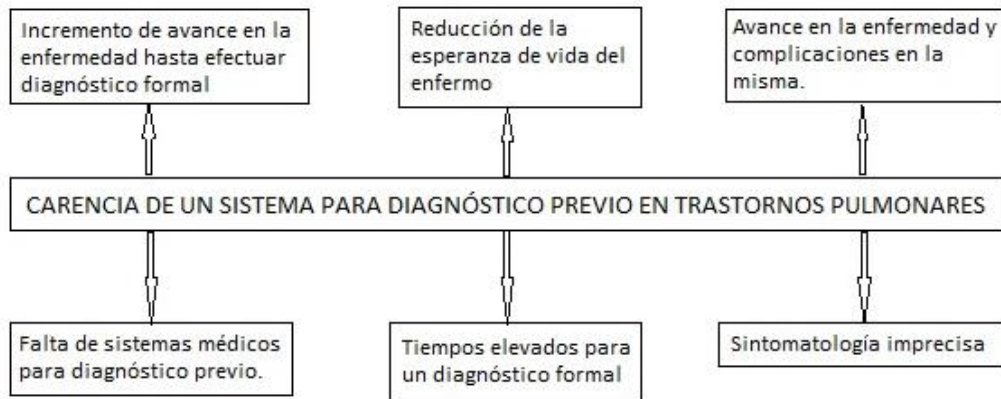 Incremento de avance en la
enfermedad hasta efectuar
diagnóstico formal
Reducción de la
esperanza de vida del
enfermo
Avance en la enfermedad y
complicaciones en la
misma.
CARENCIA DE UN SISTEMA PARA DIAGNÓSTICO PREVIO EN TRASTORNOS PULMONARES
Falta de sistemas médicos
para diagnóstico previo.
Tiempos elevados para
un diagnóstico formal
Sintomatología imprecisa